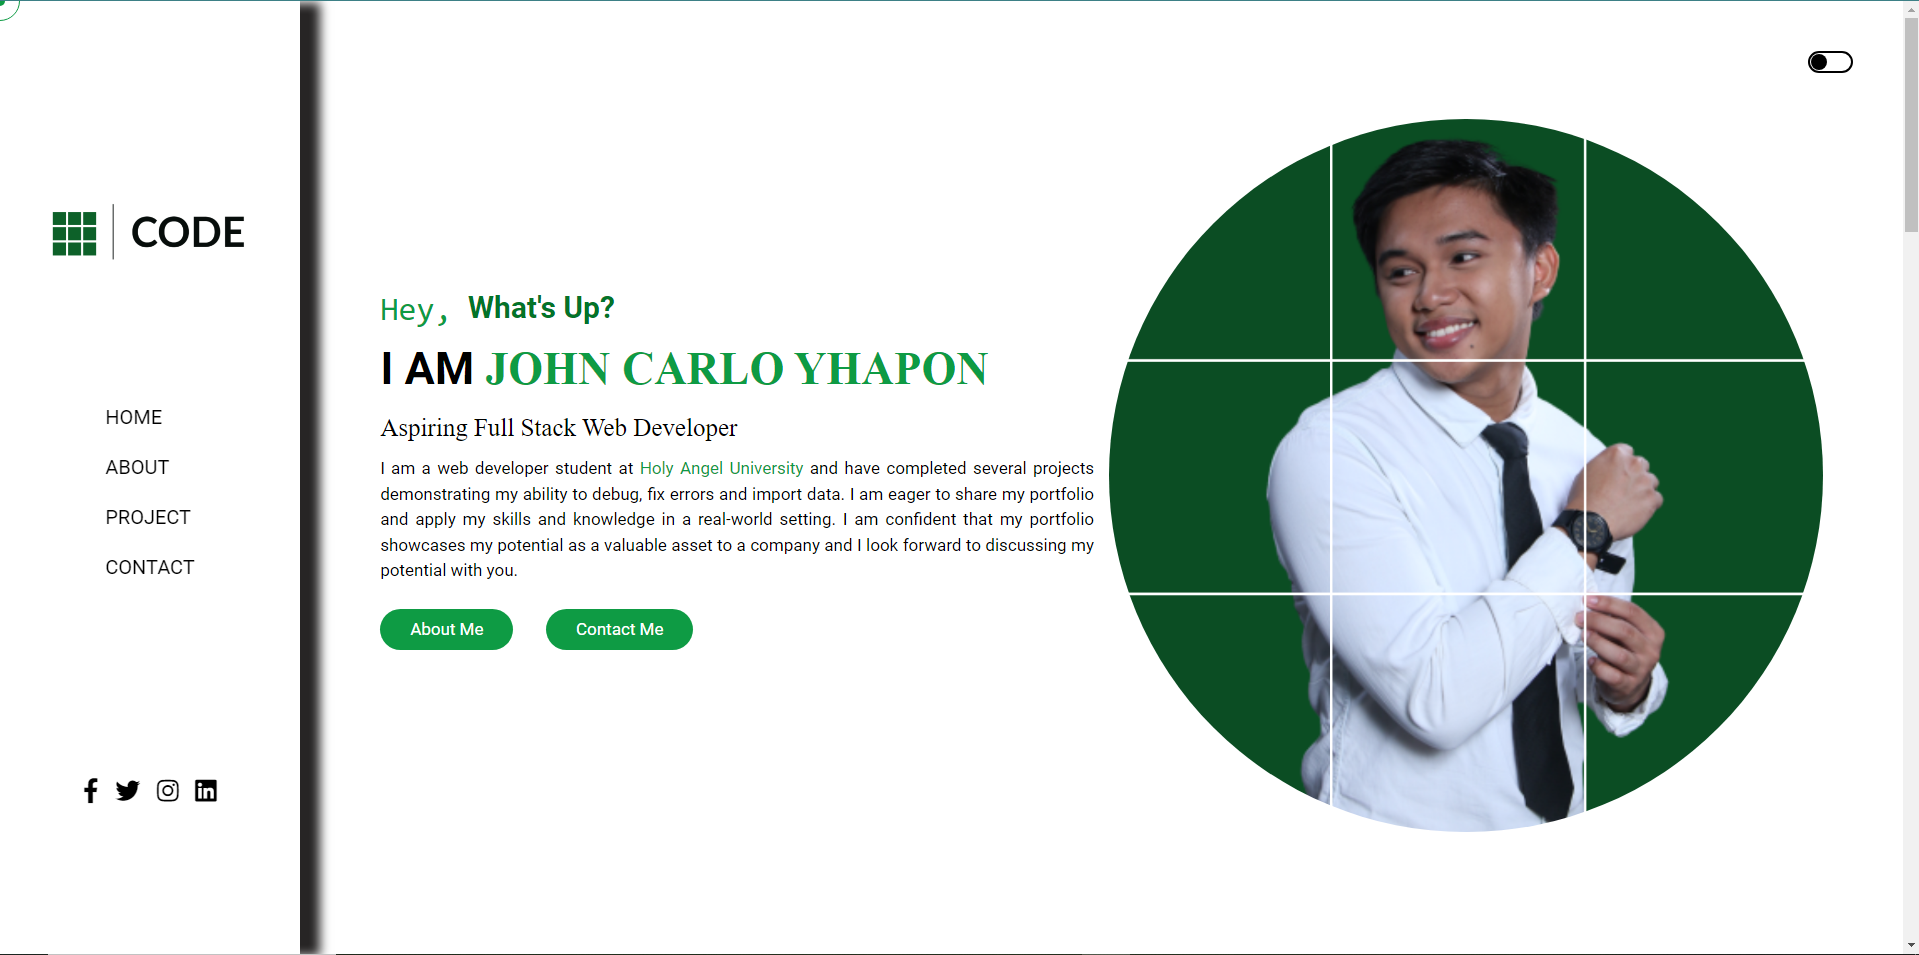 CODE
HOME
ABOUT
PROJECT
CONTACT
Hey, What's Up?
I AM JOHN CARLO YHAPON
Aspiring Full Stack Web Developer
I am a web developer student at Holy Angel University and have completed several projects
demonstrating my ability to debug, fix errors and import data. I am eager to share my portfolio
and apply my skills and knowledge in a real-world setting. I am confident that my portfolio
showcases my potential as a valuable asset to a company and I look forward to discussing my
potential with you.
About Me
Contact Me